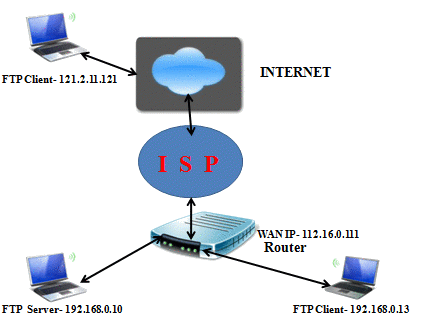 INTERNET
FTP Client- 121.2.11.121
I S P
WAN IP- 112.16.0.111
Router
FTP Server- 192.168.0.10
FTP Client- 192.168.0.13